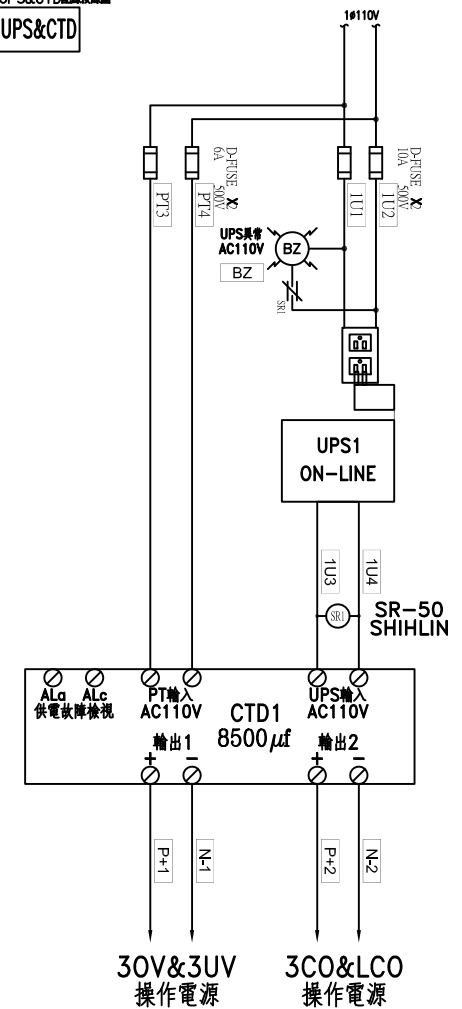 UPS&CTD
1ø110V
D-FUSE X2
6A 500V
D-FUSE X2
10A 500V
PT3
PT4
1U1
1U2
UPS異常
AC110V
BZ
BZ
SR1
UPS1
ON-LINE
1U3
1U4
SR1
SR-50
SHIHLIN
ALa
ALc
供電故障檢視
PT輸入
AC110V
CTD1
8500μf
UPS輸入
AC110V
輸出1
輸出2
+
-
+
-
P+1
N-1
P+2
N-2
3OV&3UV
操作電源
3CO&LCO
操作電源